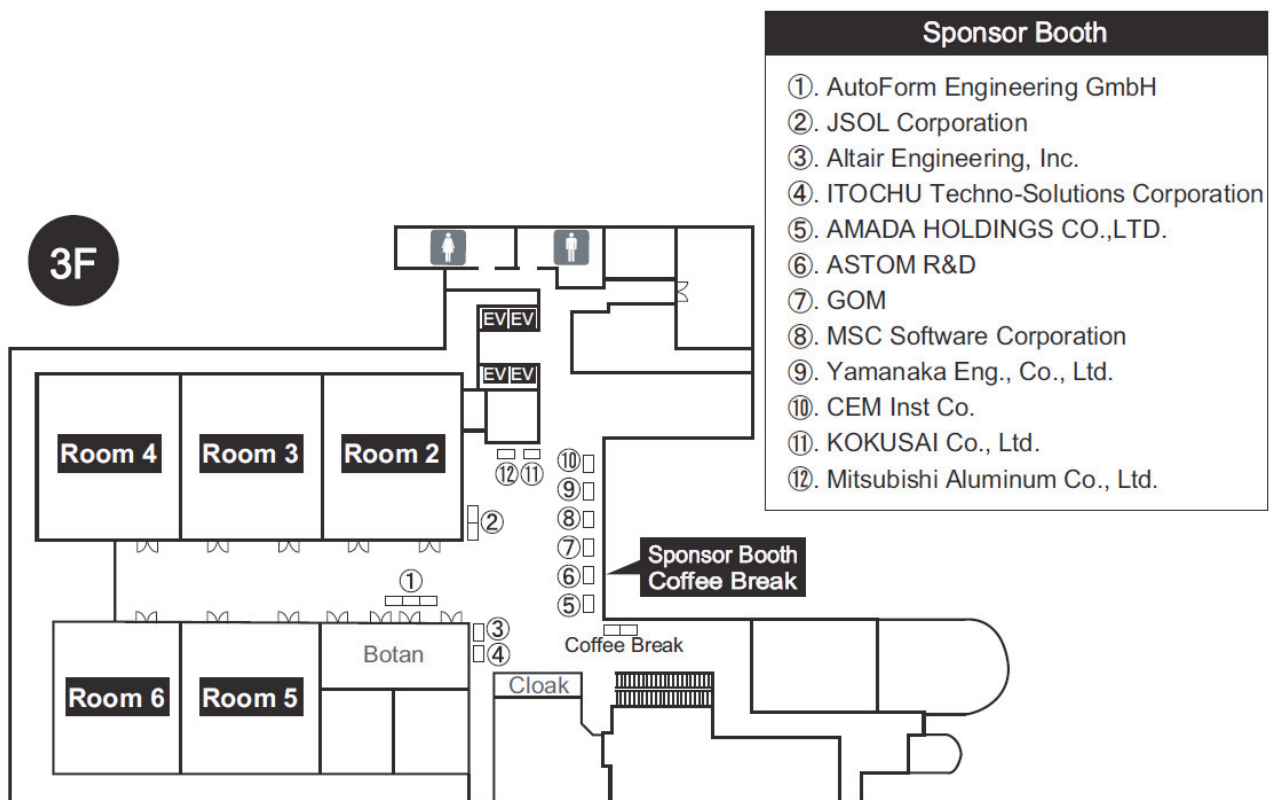 Sponsor Booth
①. AutoForm Engineering GmbH
②. JSOL Corporation
③. Altair Engineering, Inc.
④. ITOCHU Techno-Solutions Corporation
⑤. AMADA HOLDINGS CO.,LTD.
⑥. ASTOM R&D
⑦. GOM
⑧. MSC Software Corporation
⑨. Yamanaka Eng., Co., Ltd.
⑩. CEM Inst Co.
⑪. KOKUSAI Co., Ltd.
⑫. Mitsubishi Aluminum Co., Ltd.
3F
EV EV
EV EV
Room 4
Room 3
Room 2
⑫ ⑪
⑩
⑨
②
⑧
⑦
Sponsor Booth
Coffee Break
⑥
①
⑤
③
④
Coffee Break
Botan
Cloak
Room 6
Room 5